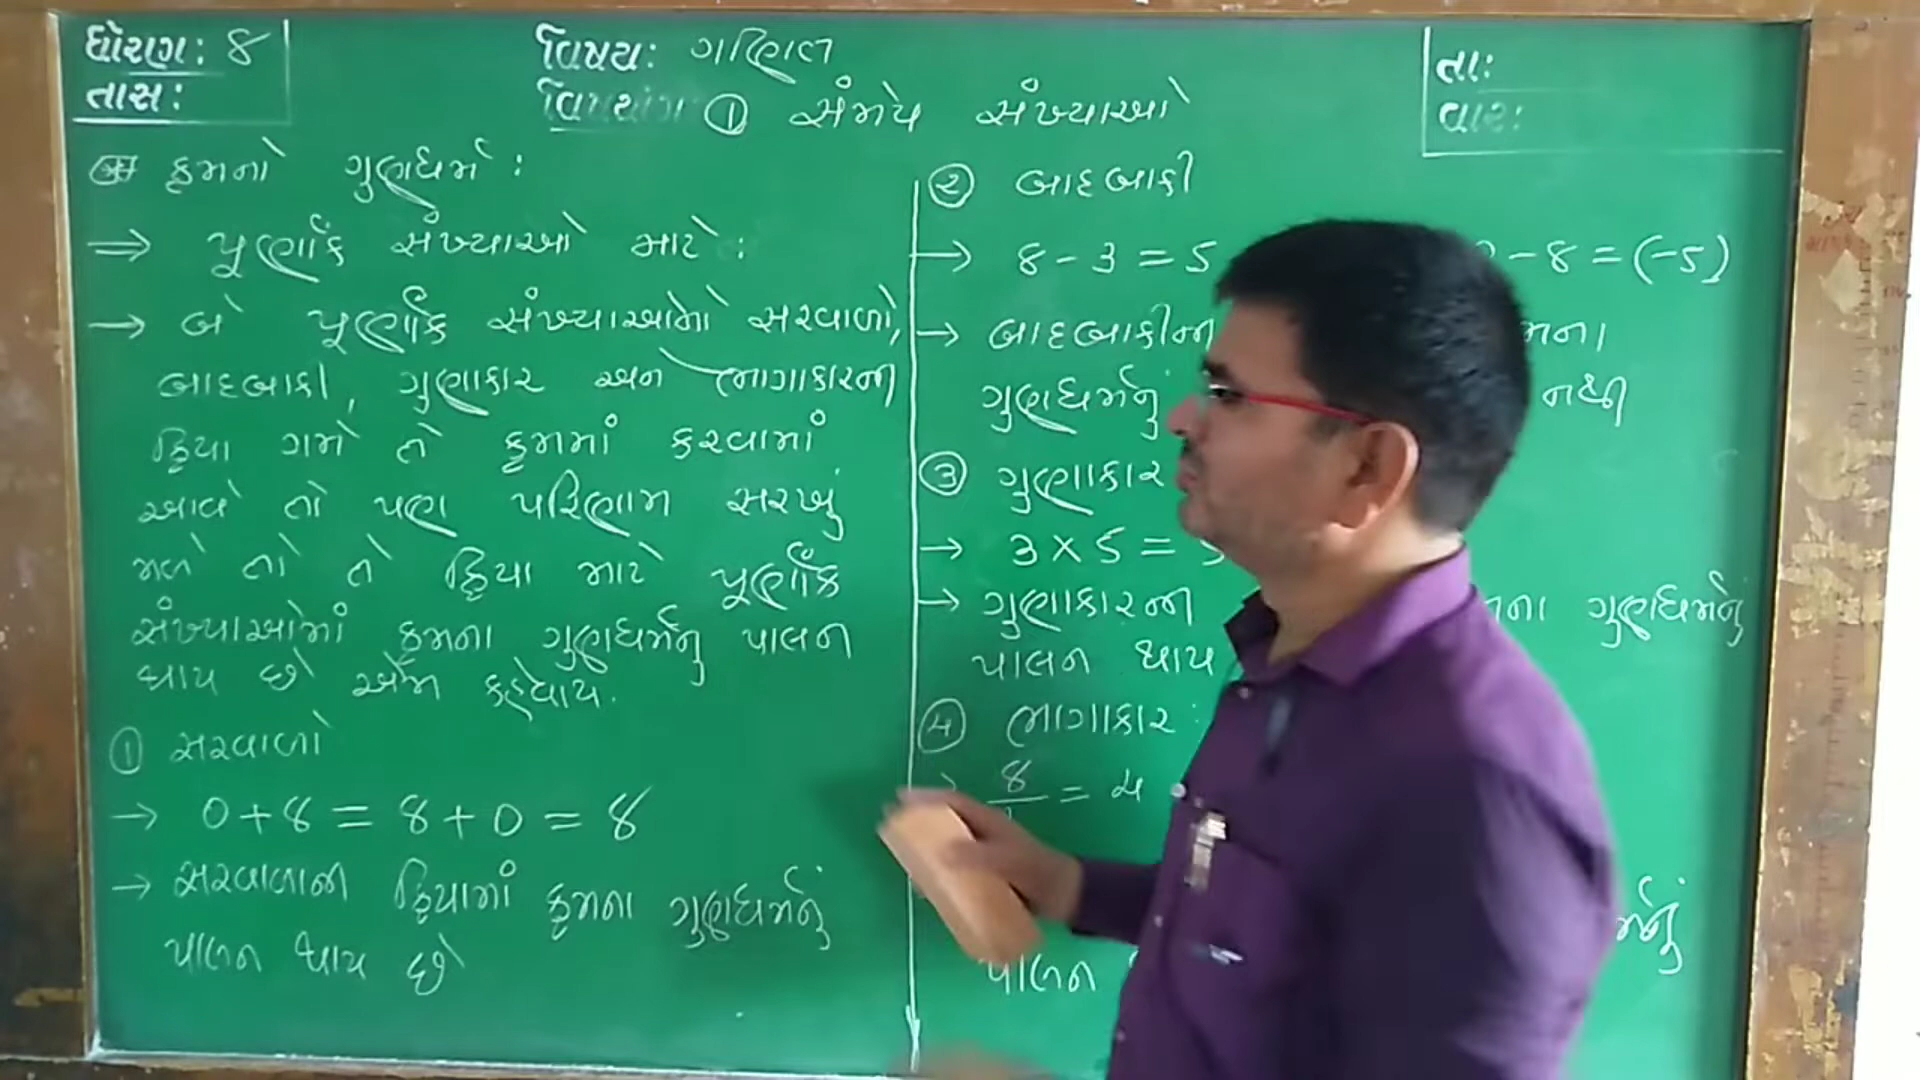 ધોરણ: 8
તાસ:
વિષય: ગણિત
વિષયાંગ ① સંમેય સંખ્યાઓ
તા:
વાર:
ક્રમનો ગુણધર્મ :
⇒ પૂર્ણાંક સંખ્યાઓ માટે :
→ બે પૂર્ણાંક સંખ્યાઓનો સરવાળો,
બાદબાકી, ગુણાકાર અને ભાગાકારની
ક્રિયા ગમે તે ક્રમમાં કરવામાં
આવે તો પણ પરિણામ સરખું
મળે તો તે ક્રિયા માટે પૂર્ણાંક
સંખ્યાઓમાં ક્રમના ગુણધર્મનું પાલન
થાય છે એમ કહેવાય.
① સરવાળો
→ 0 + 8 = 8 + 0 = 8
→ સરવાળાની ક્રિયામાં ક્રમના ગુણધર્મનું
પાલન થાય છે
② બાદબાકી
→ 8 - 3 = 5 - 8 = (-5)
→ બાદબાકીની
ગુણધર્મનું નથી
③ ગુણાકાર
→ 3 × 5 =
→ ગુણાકારની ગુણધર્મનું
પાલન થાય
④ ભાગાકાર :
8 = ૪
પાલન